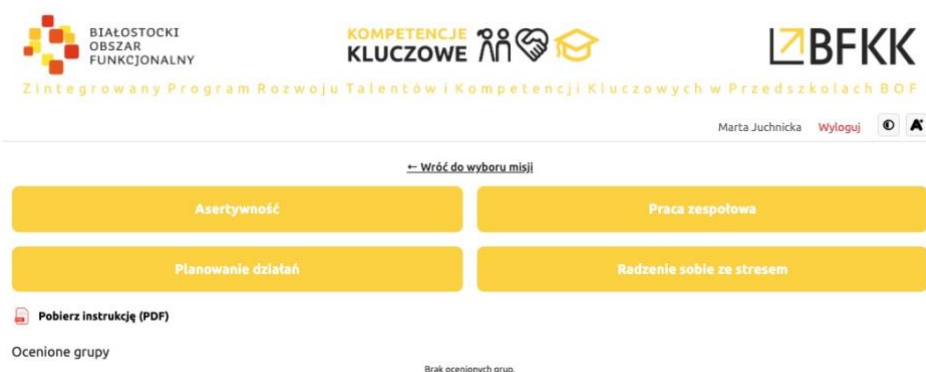 BIAŁOSTOCKI
OBSZAR
FUNKCJONALNY
KOMPETENCJE
KLUCZOWE
BFKK
Zintegrowany Program Rozwoju Talentów i Kompetencji Kluczowych w Przedszkolach BOF
Marta Juchnicka Wyloguj A
← Wróć do wyboru misji
Asertywność
Praca zespołowa
Planowanie działań
Radzenie sobie ze stresem
Pobierz instrukcję (PDF)
Ocenione grupy
Brak ocenionych grup.